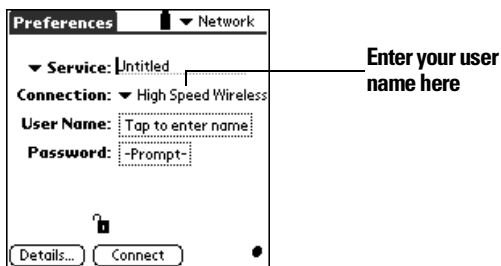 Preferences ▼ Network
▼ Service: Untitled
Connection: ▼ High Speed Wireless
User Name: Tap to enter name
Password: -Prompt-
Details... Connect
Enter your user
name here